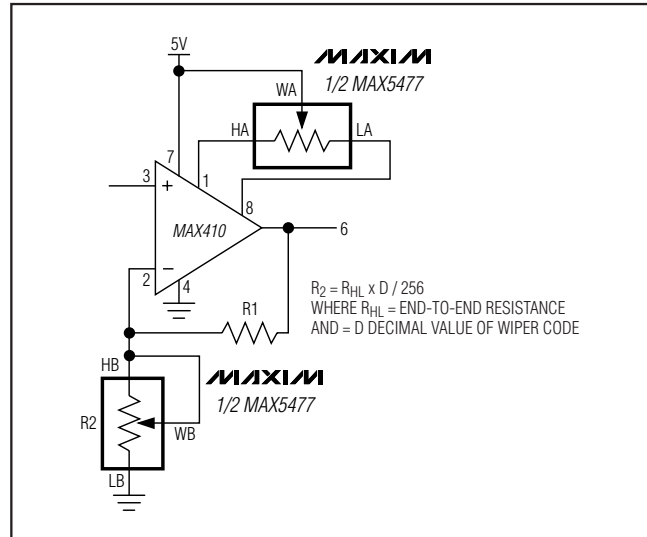 5V
MAXIM
1/2 MAX5477
WA
HA
LA
7
1
3
+
8
MAX410
6
2
−
4
R1
R₂ = R_HL x D / 256
WHERE R_HL = END-TO-END RESISTANCE
AND = D DECIMAL VALUE OF WIPER CODE
HB
MAXIM
1/2 MAX5477
R2
WB
LB